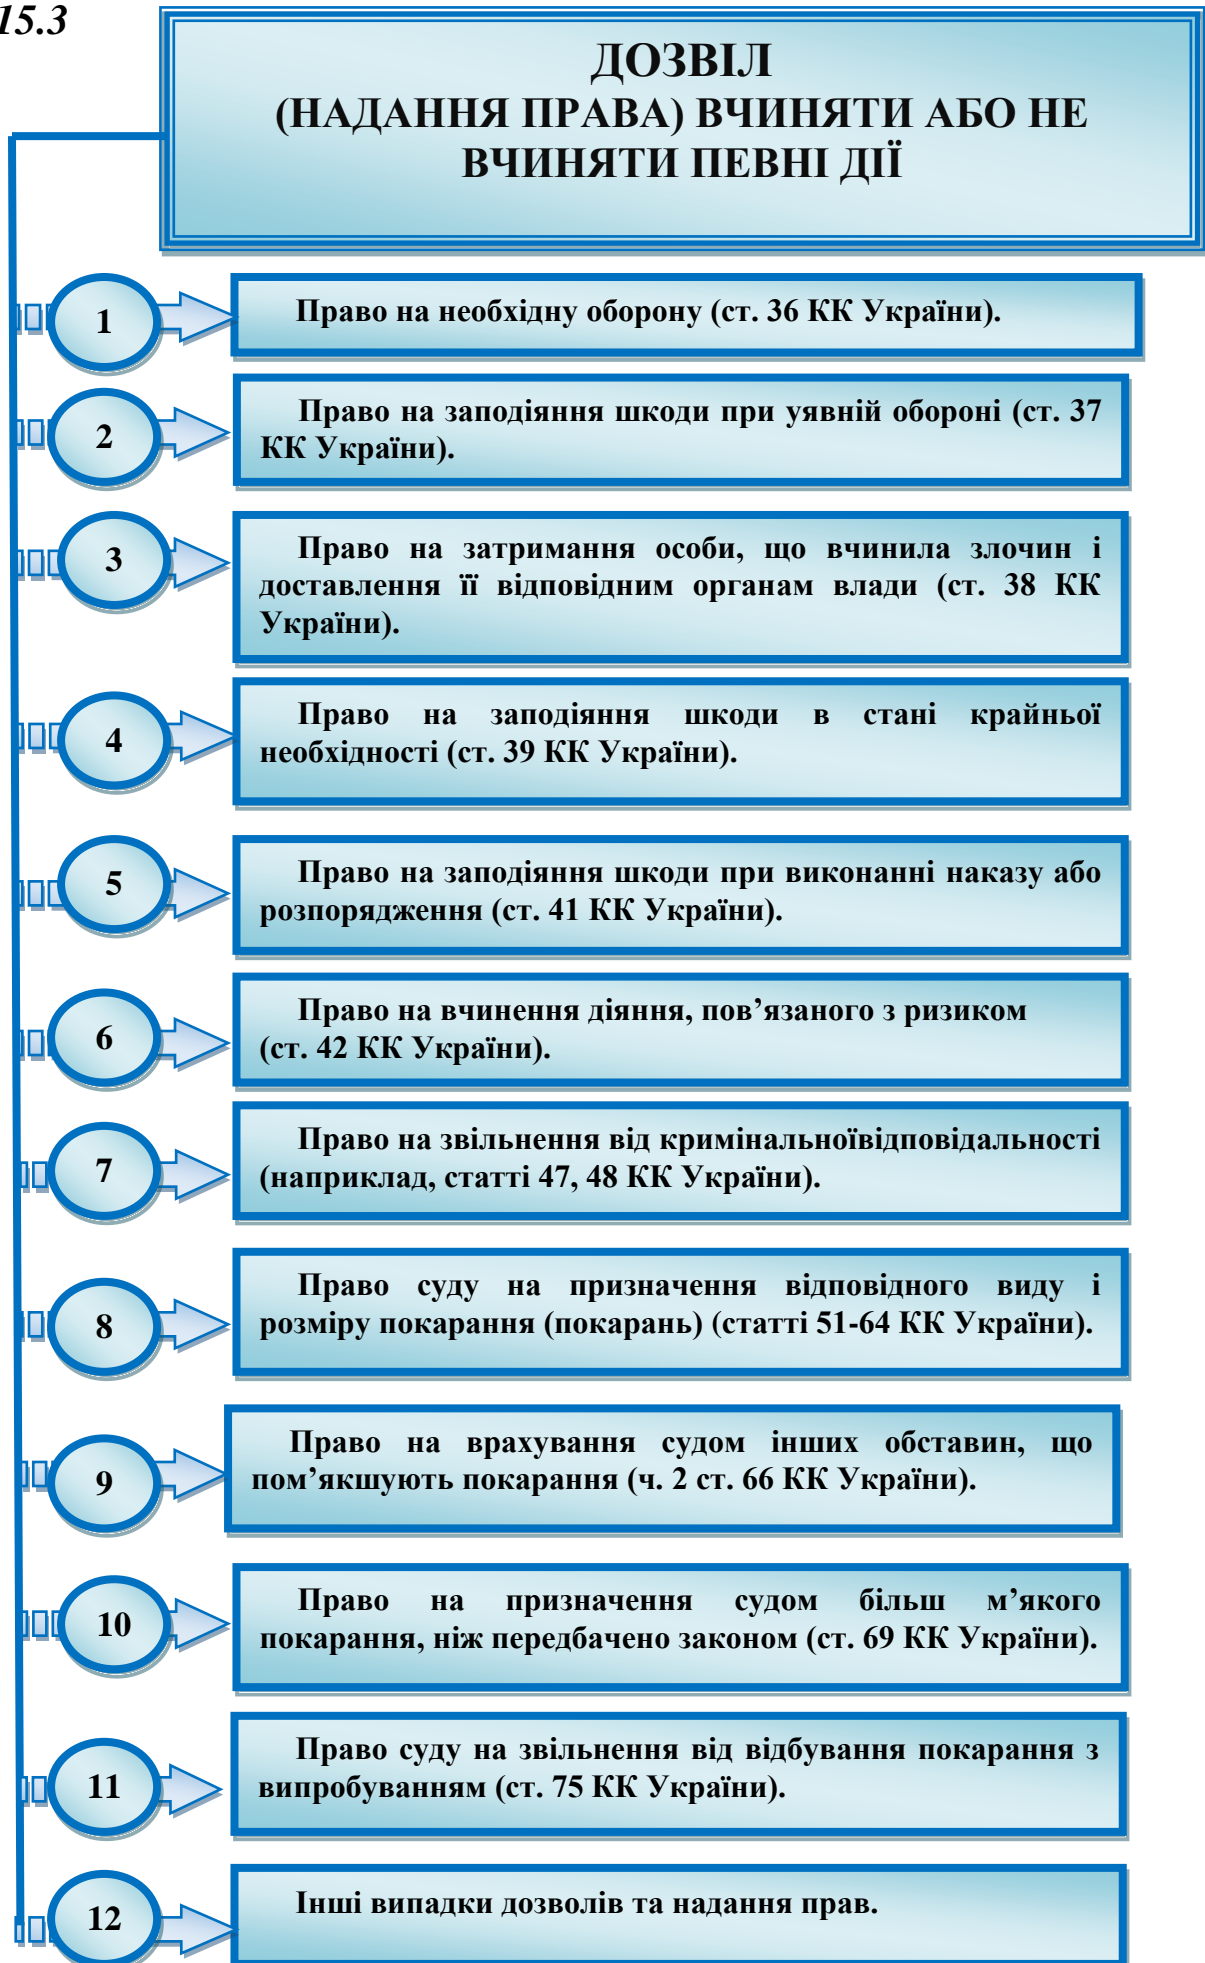 15.3
ДОЗВІЛ
(НАДАННЯ ПРАВА) ВЧИНЯТИ АБО НЕ
ВЧИНЯТИ ПЕВНІ ДІЇ
1
Право на необхідну оборону (ст. 36 КК України).
2
Право на заподіяння шкоди при уявній обороні (ст. 37
КК України).
3
Право на затримання особи, що вчинила злочин і
доставлення її відповідним органам влади (ст. 38 КК
України).
4
Право на заподіяння шкоди в стані крайньої
необхідності (ст. 39 КК України).
5
Право на заподіяння шкоди при виконанні наказу або
розпорядження (ст. 41 КК України).
6
Право на вчинення діяння, пов’язаного з ризиком
(ст. 42 КК України).
7
Право на звільнення від кримінальноївідповідальності
(наприклад, статті 47, 48 КК України).
8
Право суду на призначення відповідного виду і
розміру покарання (покарань) (статті 51-64 КК України).
9
Право на врахування судом інших обставин, що
пом’якшують покарання (ч. 2 ст. 66 КК України).
10
Право на призначення судом більш м’якого
покарання, ніж передбачено законом (ст. 69 КК України).
11
Право суду на звільнення від відбування покарання з
випробуванням (ст. 75 КК України).
12
Інші випадки дозволів та надання прав.